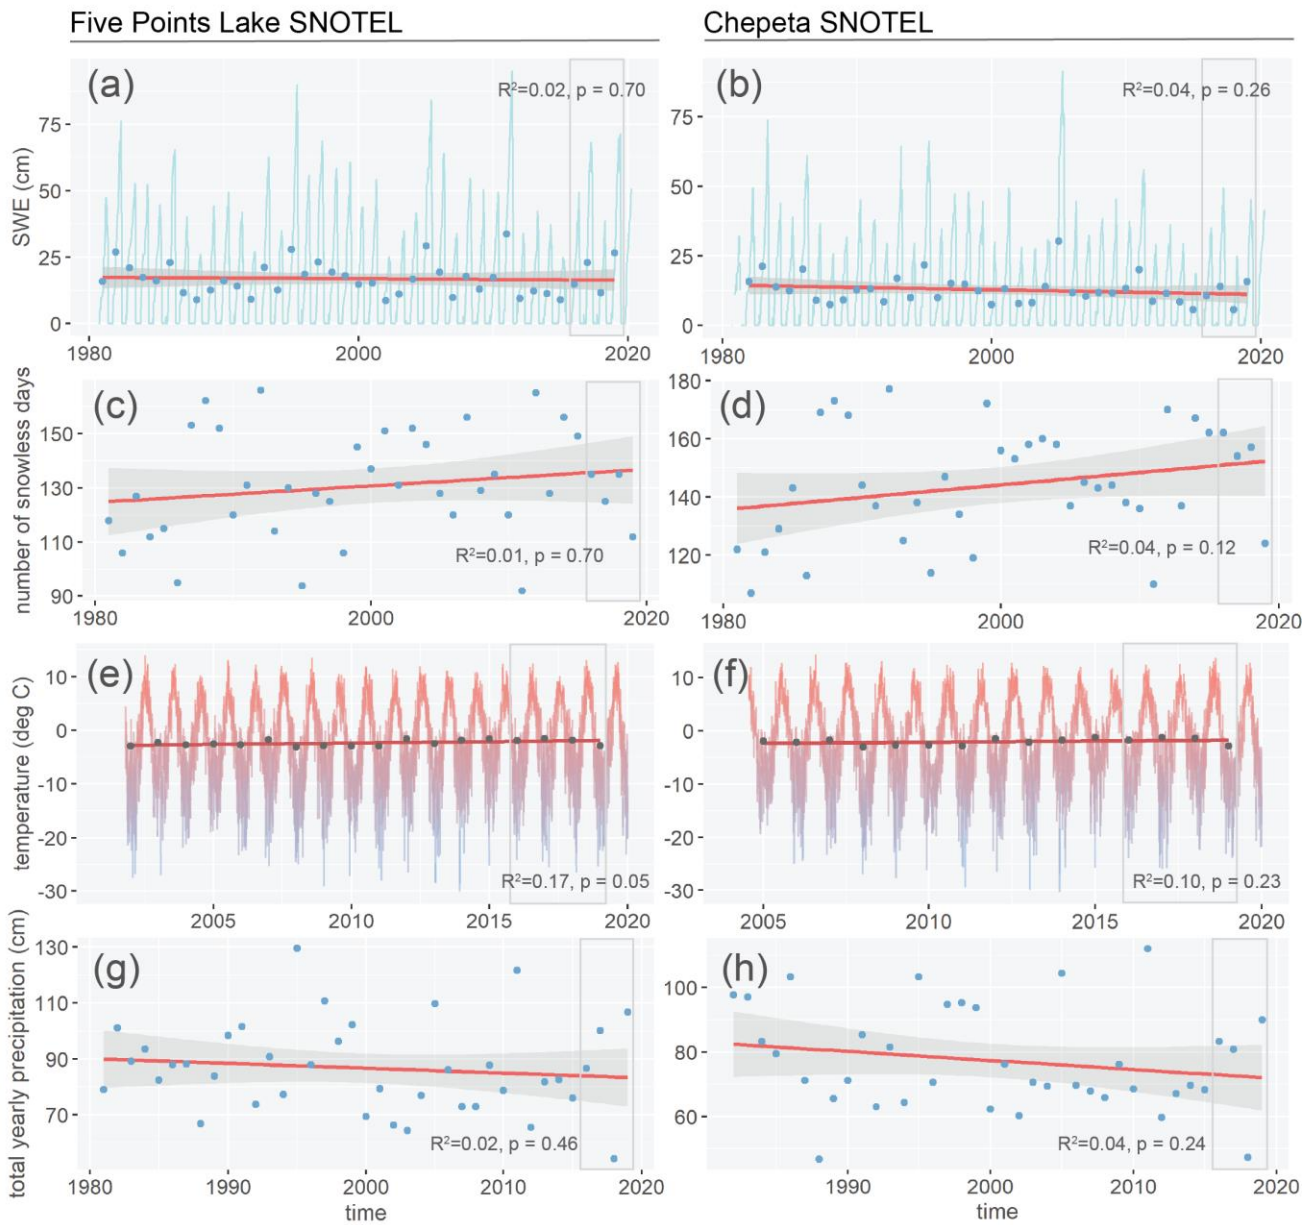 Five Points Lake SNOTEL
Chepeta SNOTEL
(a)
R²=0.02, p = 0.70
SWE (cm)
75
50
25
0
1980
2000
2020
(b)
R²=0.04, p = 0.26
75
50
25
0
1980
2000
2020
(c)
R²=0.01, p = 0.70
number of snowless days
150
130
110
90
1980
2000
2020
(d)
R²=0.04, p = 0.12
180
160
140
120
1980
2000
2020
(e)
R²=0.17, p = 0.05
temperature (deg C)
10
0
-10
-20
-30
2005
2010
2015
2020
(f)
R²=0.10, p = 0.23
10
0
-10
-20
-30
2005
2010
2015
2020
(g)
R²=0.02, p = 0.46
total yearly precipitation (cm)
130
110
90
70
1980
1990
2000
2010
2020
time
(h)
R²=0.04, p = 0.24
100
80
60
1990
2000
2010
2020
time